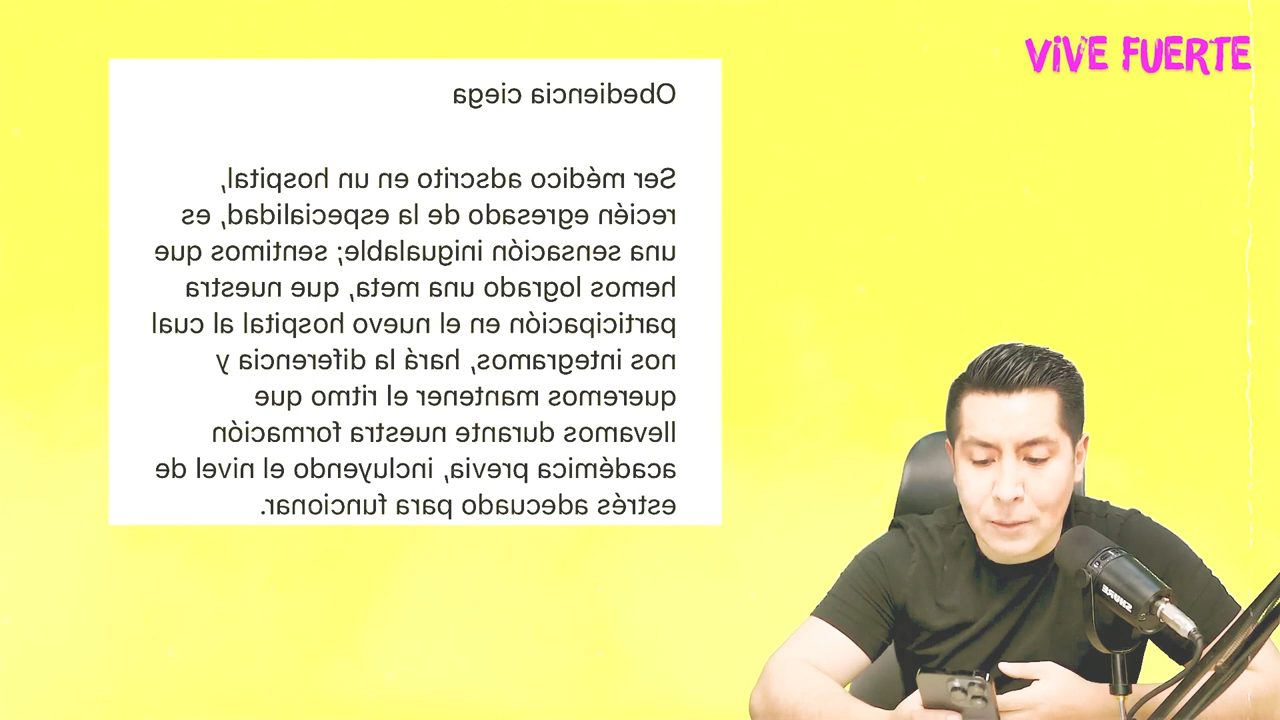 VIVE FUERTE
Obediencia ciega
Ser médico adscrito en un hospital,
recién egresado de la especialidad, es
una sensación inigualable; sentimos que
hemos logrado una meta, que nuestra
participación en el nuevo hospital al cual
nos integramos, hará la diferencia y
queremos mantener el ritmo que
llevamos durante nuestra formación
académica previa, incluyendo el nivel de
estrés adecuado para funcionar.
SHURE